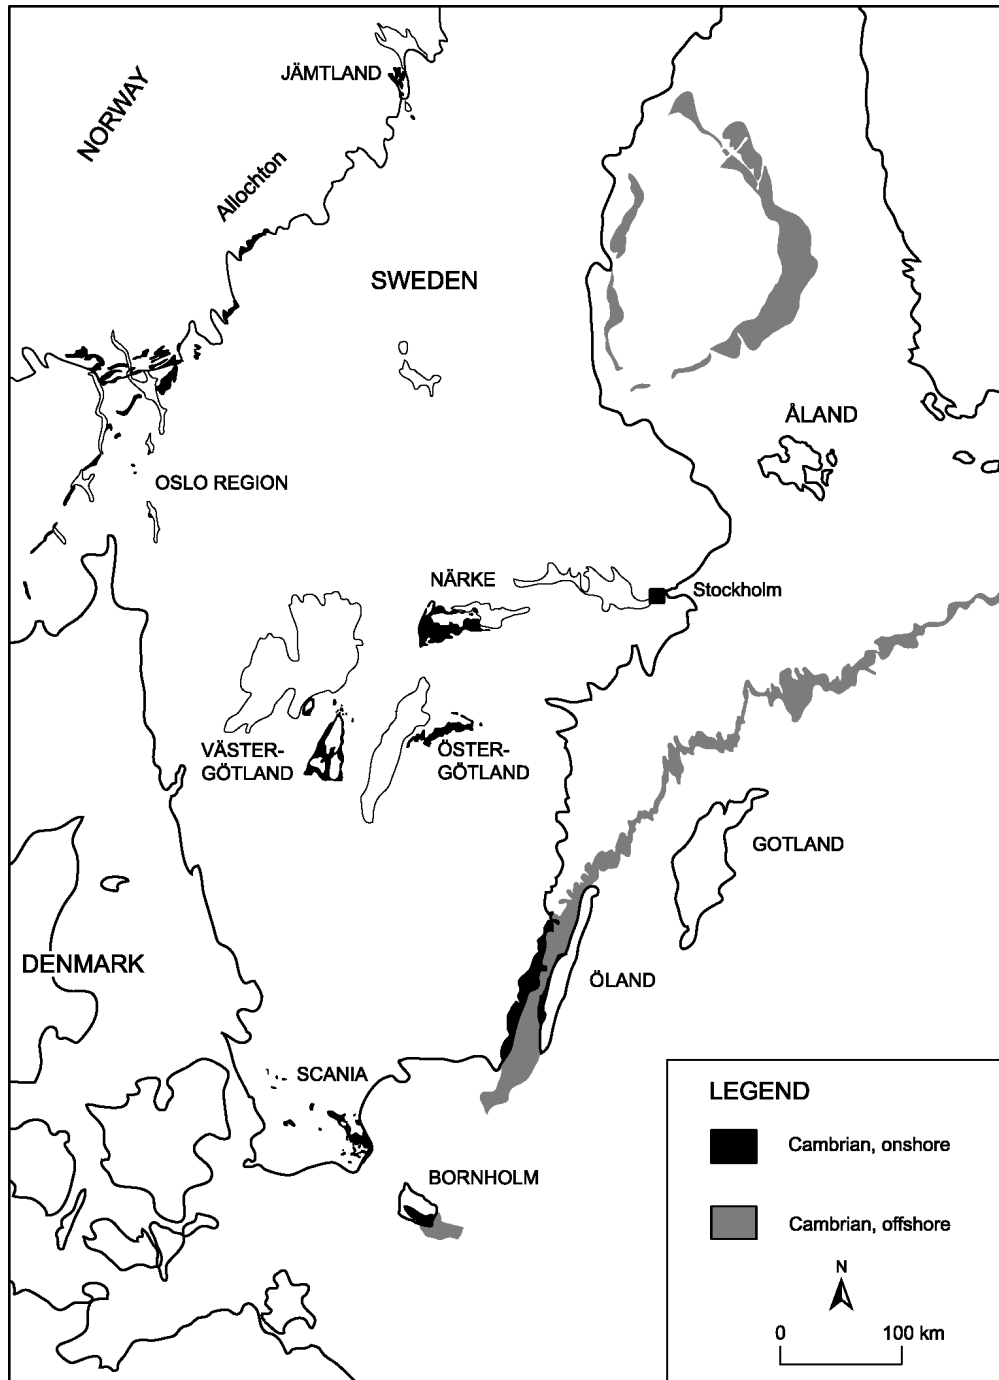 JÄMTLAND
NORWAY
Allochton
SWEDEN
ÅLAND
OSLO REGION
NÄRKE
Stockholm
VÄSTER-
GÖTLAND
ÖSTER-
GÖTLAND
GOTLAND
DENMARK
ÖLAND
SCANIA
BORNHOLM
LEGEND
Cambrian, onshore
Cambrian, offshore
N
0 100 km